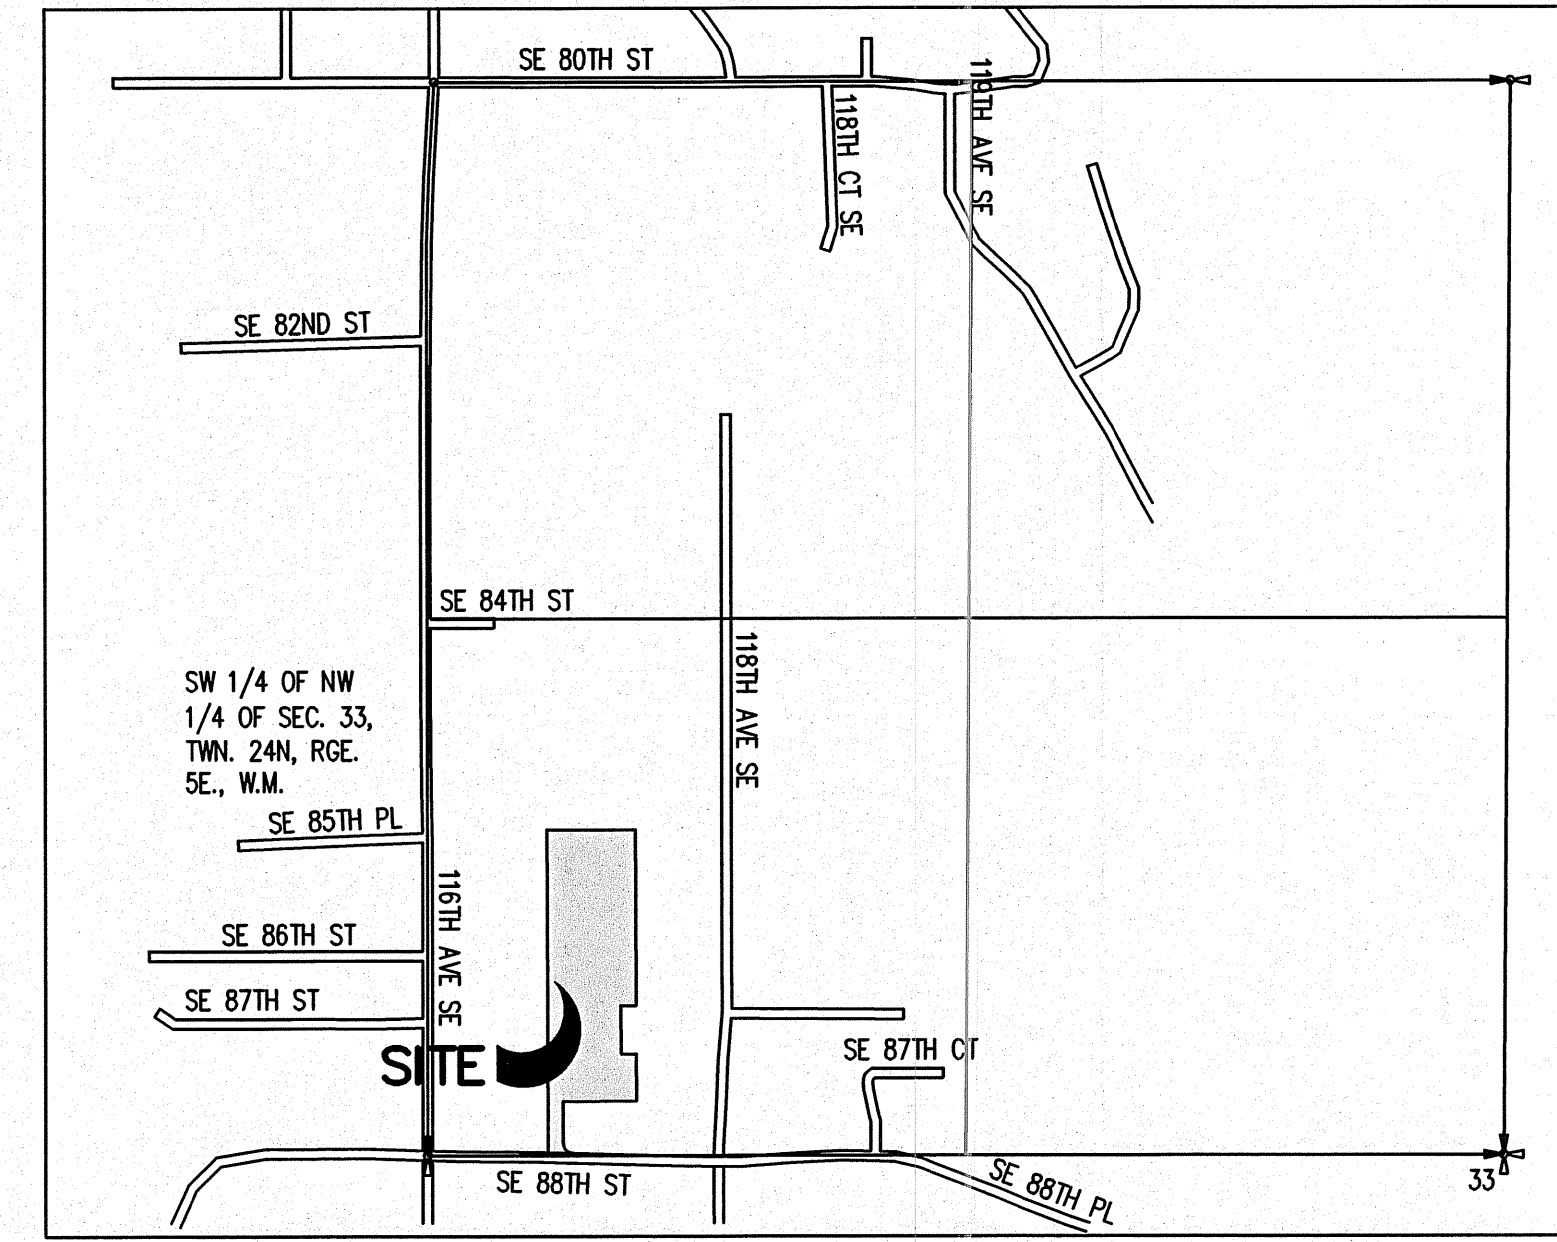 SE 80TH ST
119TH AVE SE
118TH CT SE
SE 82ND ST
SE 84TH ST
118TH AVE SE
SW 1/4 OF NW
1/4 OF SEC. 33,
TWN. 24N, RGE.
5E., W.M.
SE 85TH PL
116TH AVE SE
SE 86TH ST
SE 87TH ST
SITE
SE 87TH CT
SE 88TH ST
SE 88TH PL
33